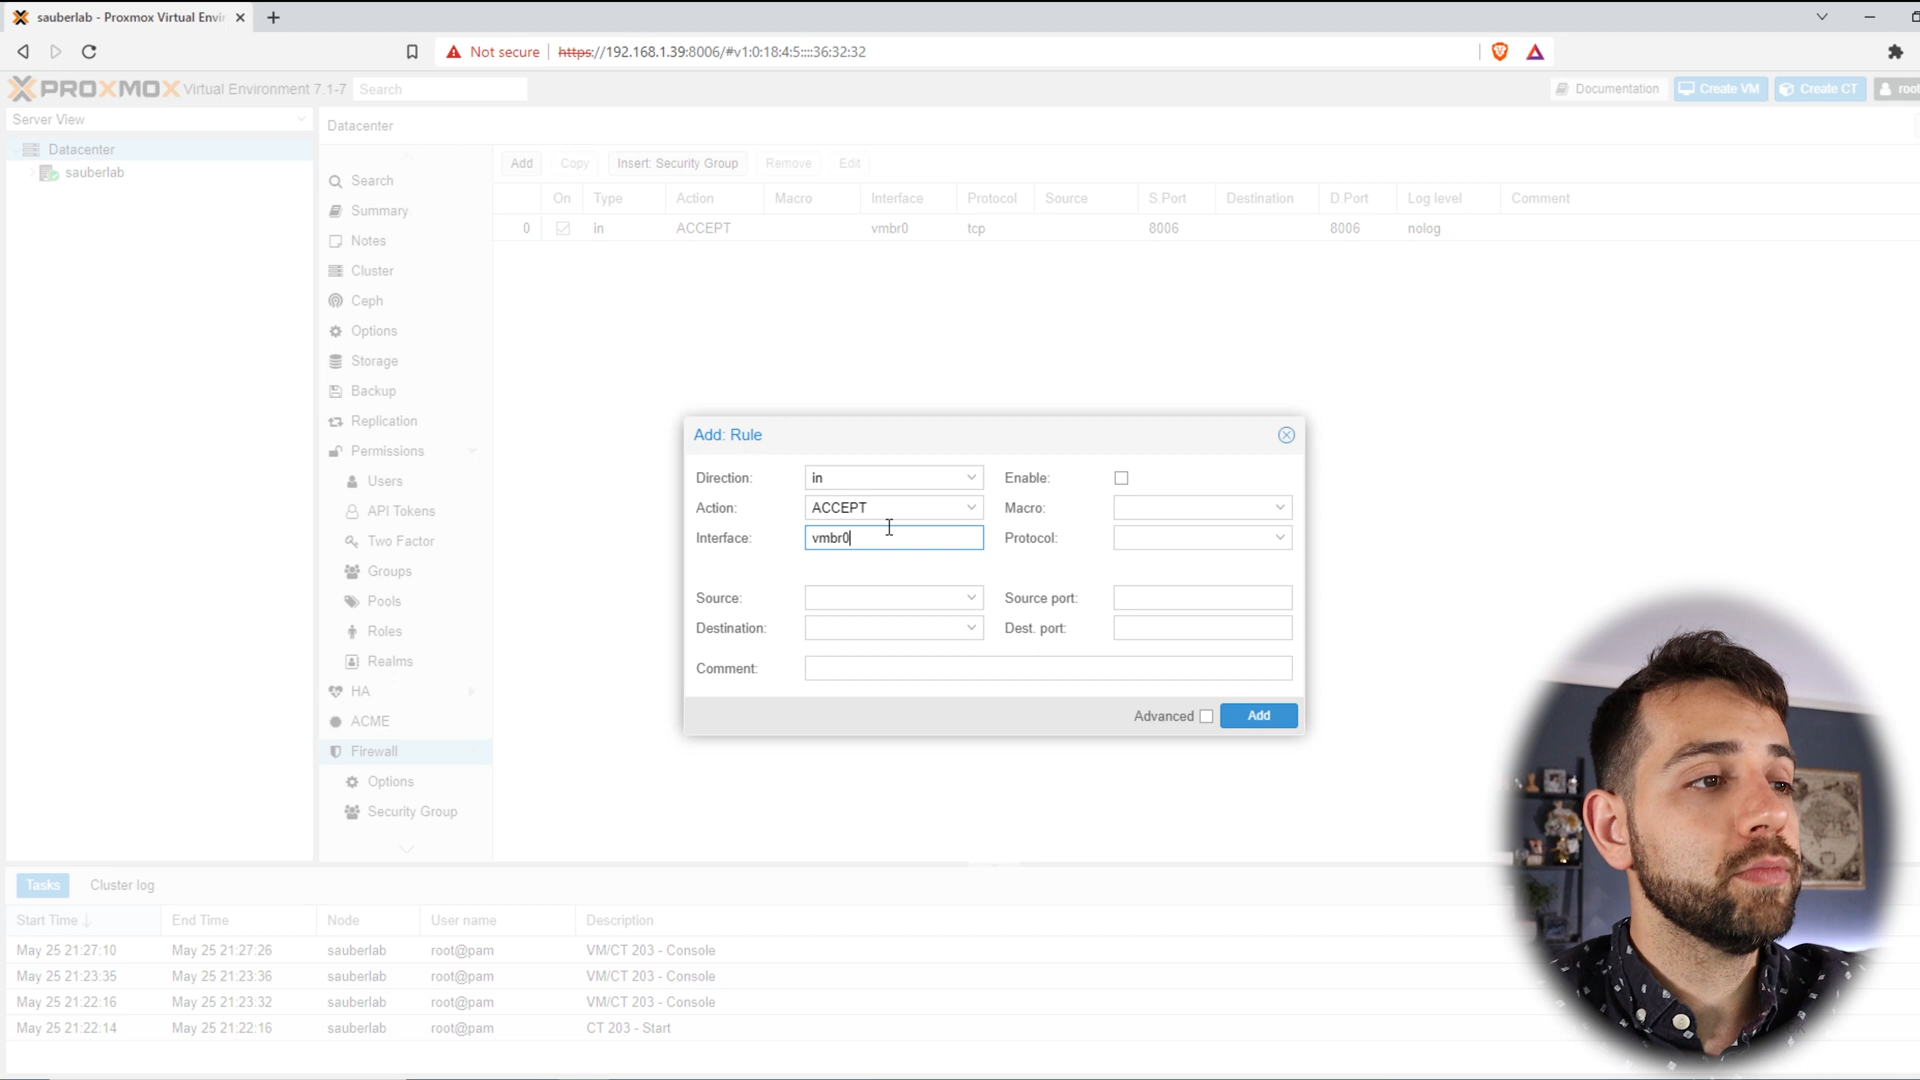 sauberlab - Proxmox Virtual Envir
Not secure https://192.168.1.39:8006/#v1:0:18:4:5::::36:32:32
PROXMOX Virtual Environment 7.1-7 Search Documentation Create VM Create CT root
Server View
Datacenter
sauberlab
Datacenter
Search
Summary
Notes
Cluster
Ceph
Options
Storage
Backup
Replication
Permissions
Users
API Tokens
Two Factor
Groups
Pools
Roles
Realms
HA
ACME
Firewall
Options
Security Group
Add Copy Insert: Security Group Remove Edit
On Type Action Macro Interface Protocol Source S.Port Destination D.Port Log level Comment
0 in ACCEPT vmbr0 tcp 8006 8006 nolog
Add: Rule
Direction: in Enable:
Action: ACCEPT Macro:
Interface: vmbr0 Protocol:
Source: Source port:
Destination: Dest. port:
Comment:
Advanced Add
Tasks Cluster log
Start Time End Time Node User name Description
May 25 21:27:10 May 25 21:27:26 sauberlab root@pam VM/CT 203 - Console
May 25 21:23:35 May 25 21:23:36 sauberlab root@pam VM/CT 203 - Console
May 25 21:22:16 May 25 21:23:32 sauberlab root@pam VM/CT 203 - Console
May 25 21:22:14 May 25 21:22:16 sauberlab root@pam CT 203 - Start